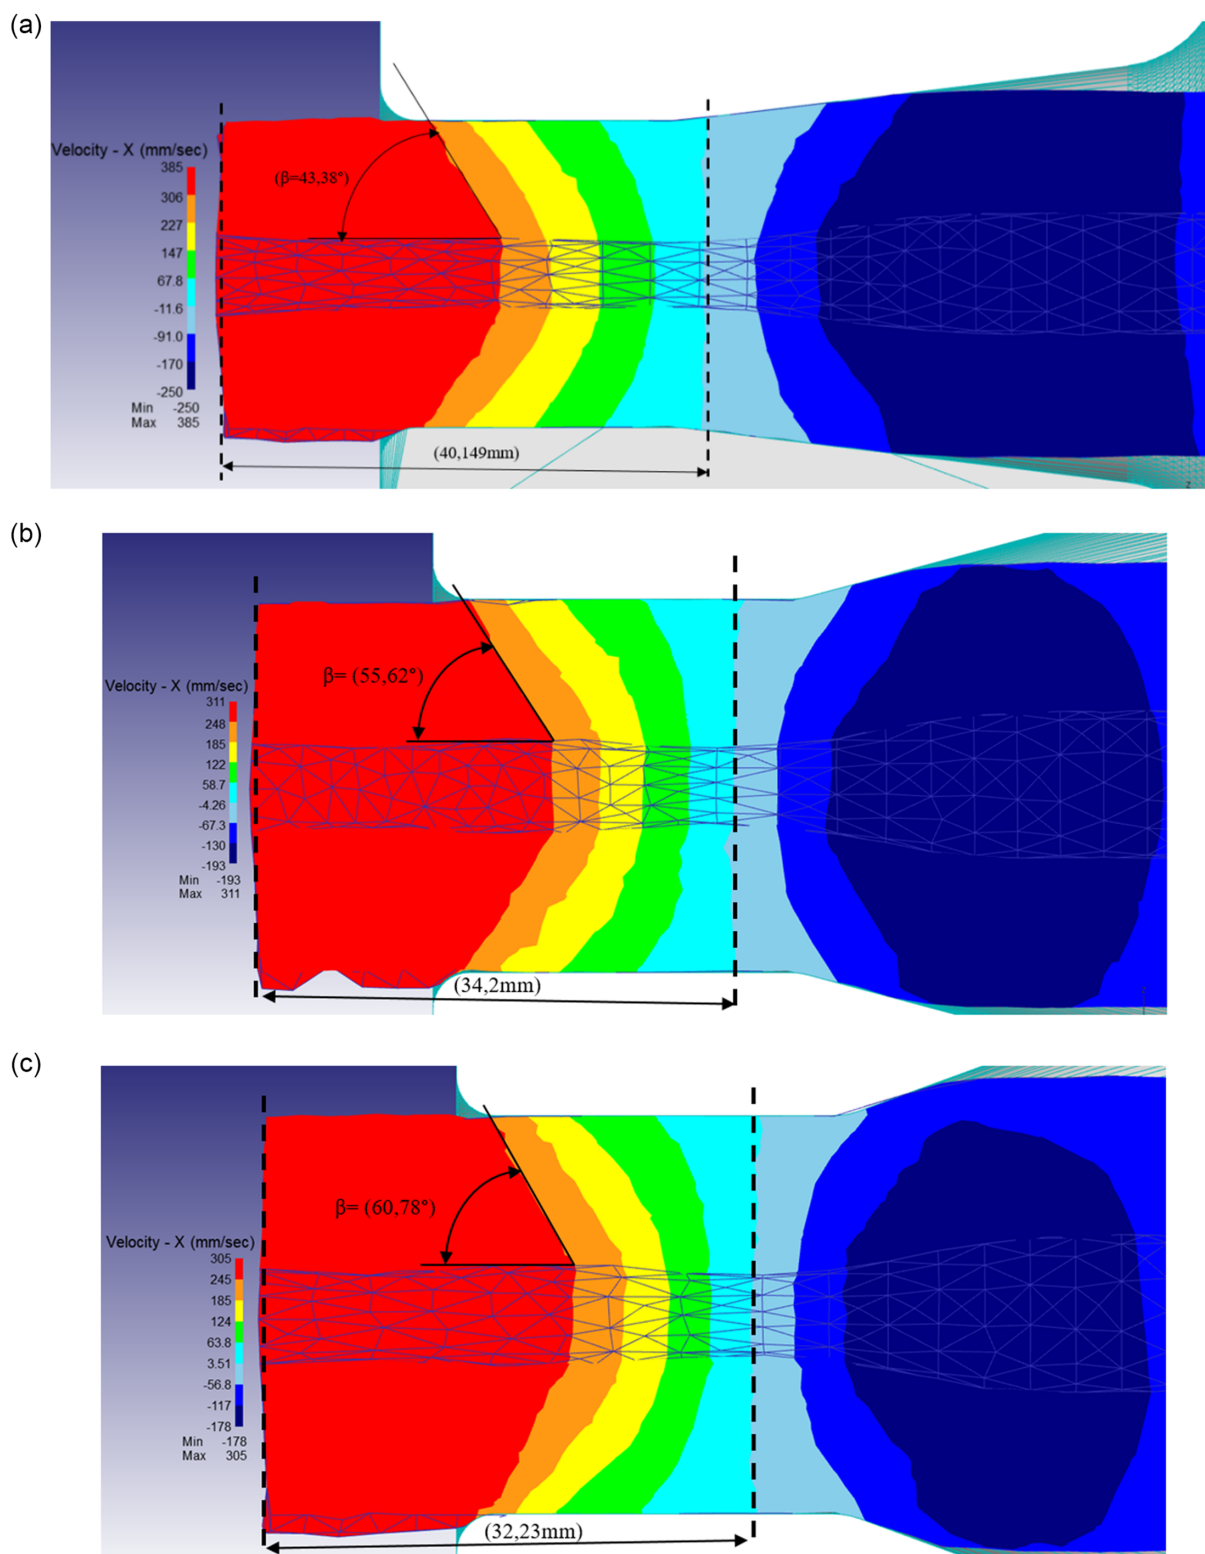 (a)
Velocity - X (mm/sec)
385
306
227
147
67.8
-11.6
-91.0
-170
-250
Min -250
Max 385
(β=43,38°)
(40,149mm)
(b)
Velocity - X (mm/sec)
311
248
185
122
58.7
-4.26
-67.3
-130
-193
Min -193
Max 311
β= (55,62°)
(34,2mm)
(c)
Velocity - X (mm/sec)
305
245
185
124
63.8
3.51
-56.8
-117
-178
Min -178
Max 305
β= (60,78°)
(32,23mm)